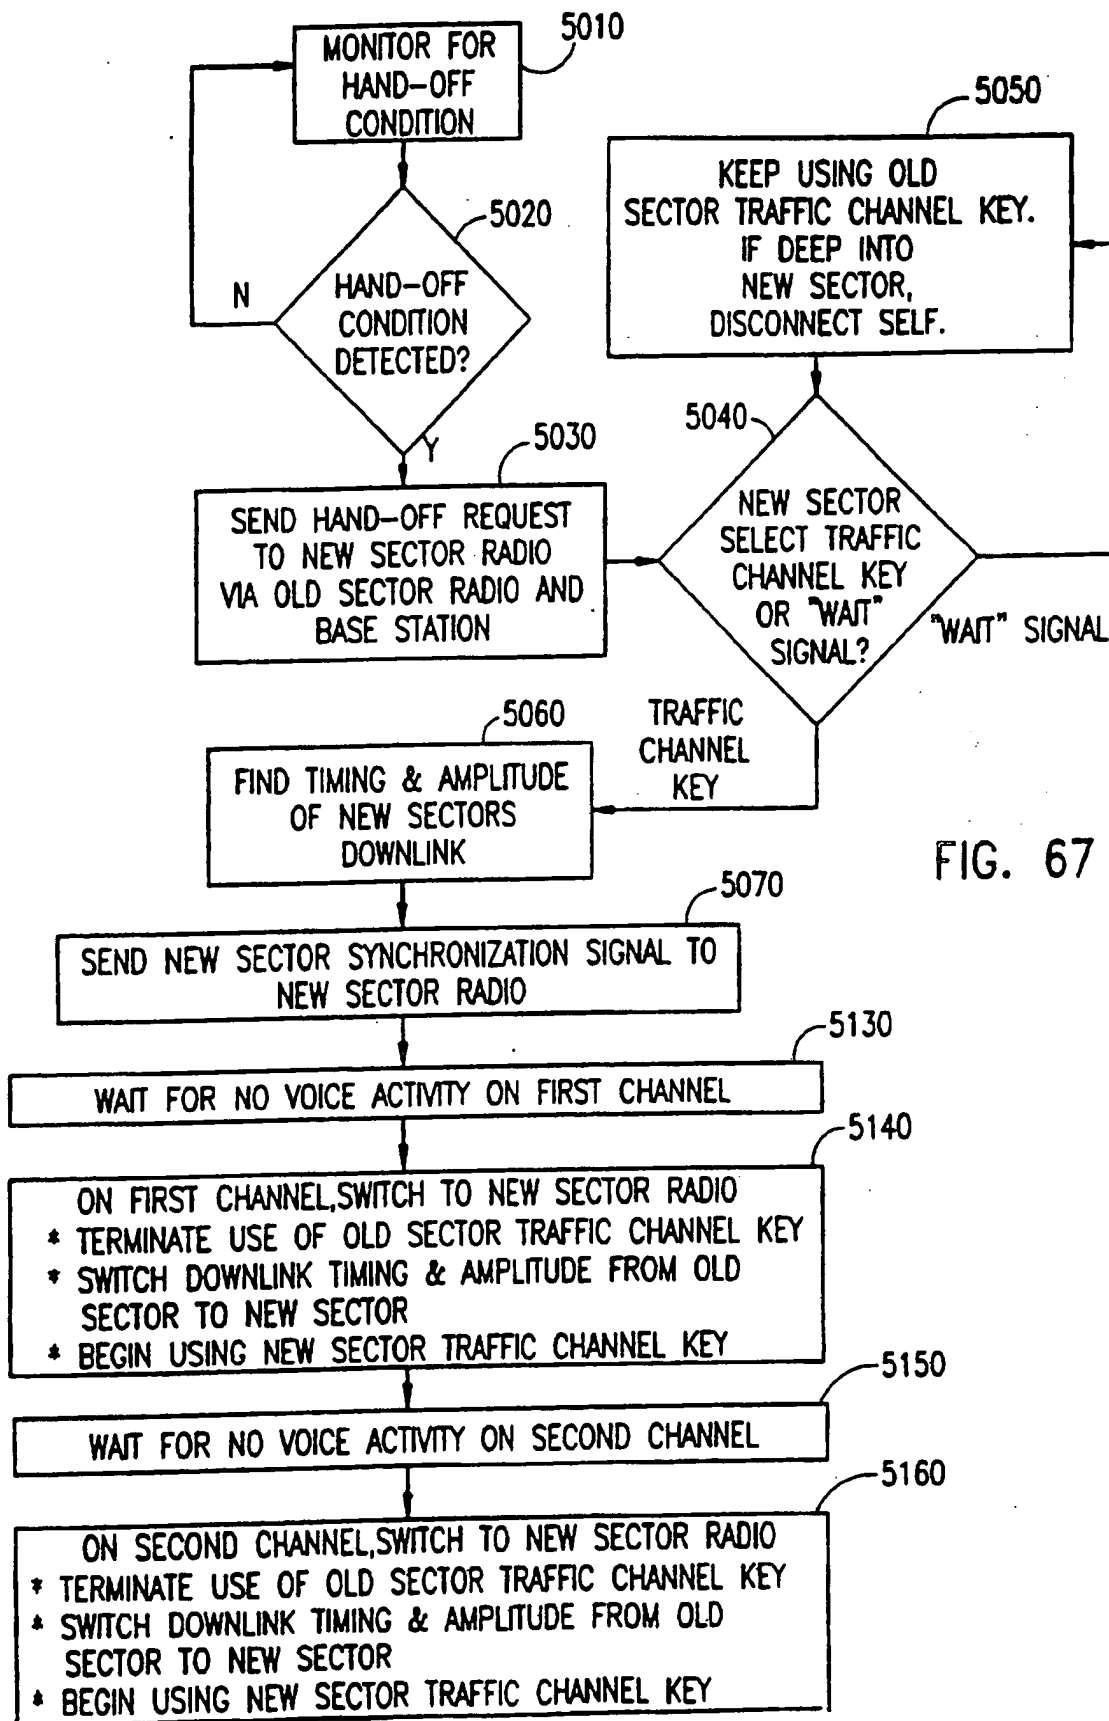 MONITOR FOR
HAND-OFF
CONDITION
5010
5020
HAND-OFF
CONDITION
DETECTED?
N
Y
5030
SEND HAND-OFF REQUEST
TO NEW SECTOR RADIO
VIA OLD SECTOR RADIO AND
BASE STATION
5050
KEEP USING OLD
SECTOR TRAFFIC CHANNEL KEY.
IF DEEP INTO
NEW SECTOR,
DISCONNECT SELF.
5040
NEW SECTOR
SELECT TRAFFIC
CHANNEL KEY
OR "WAIT"
SIGNAL?
"WAIT" SIGNAL
TRAFFIC
CHANNEL
KEY
5060
FIND TIMING & AMPLITUDE
OF NEW SECTORS
DOWNLINK
FIG. 67
5070
SEND NEW SECTOR SYNCHRONIZATION SIGNAL TO
NEW SECTOR RADIO
5130
WAIT FOR NO VOICE ACTIVITY ON FIRST CHANNEL
5140
ON FIRST CHANNEL,SWITCH TO NEW SECTOR RADIO
* TERMINATE USE OF OLD SECTOR TRAFFIC CHANNEL KEY
* SWITCH DOWNLINK TIMING & AMPLITUDE FROM OLD
SECTOR TO NEW SECTOR
* BEGIN USING NEW SECTOR TRAFFIC CHANNEL KEY
5150
WAIT FOR NO VOICE ACTIVITY ON SECOND CHANNEL
5160
ON SECOND CHANNEL,SWITCH TO NEW SECTOR RADIO
* TERMINATE USE OF OLD SECTOR TRAFFIC CHANNEL KEY
* SWITCH DOWNLINK TIMING & AMPLITUDE FROM OLD
SECTOR TO NEW SECTOR
* BEGIN USING NEW SECTOR TRAFFIC CHANNEL KEY